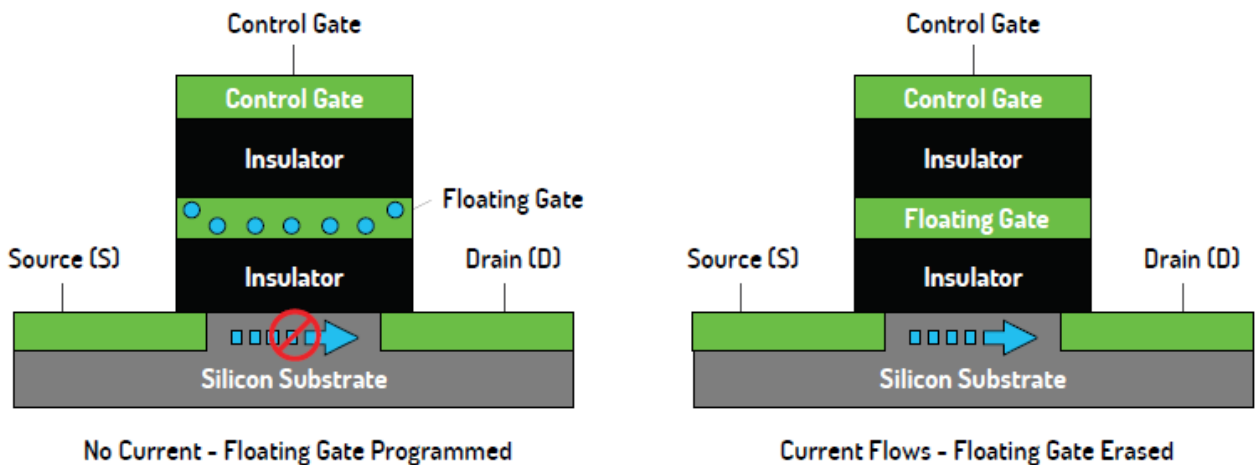 Control Gate
Control Gate
Insulator
Floating Gate
Source (S)
Drain (D)
Insulator
Silicon Substrate
No Current - Floating Gate Programmed
Control Gate
Control Gate
Insulator
Floating Gate
Source (S)
Drain (D)
Insulator
Silicon Substrate
Current Flows - Floating Gate Erased